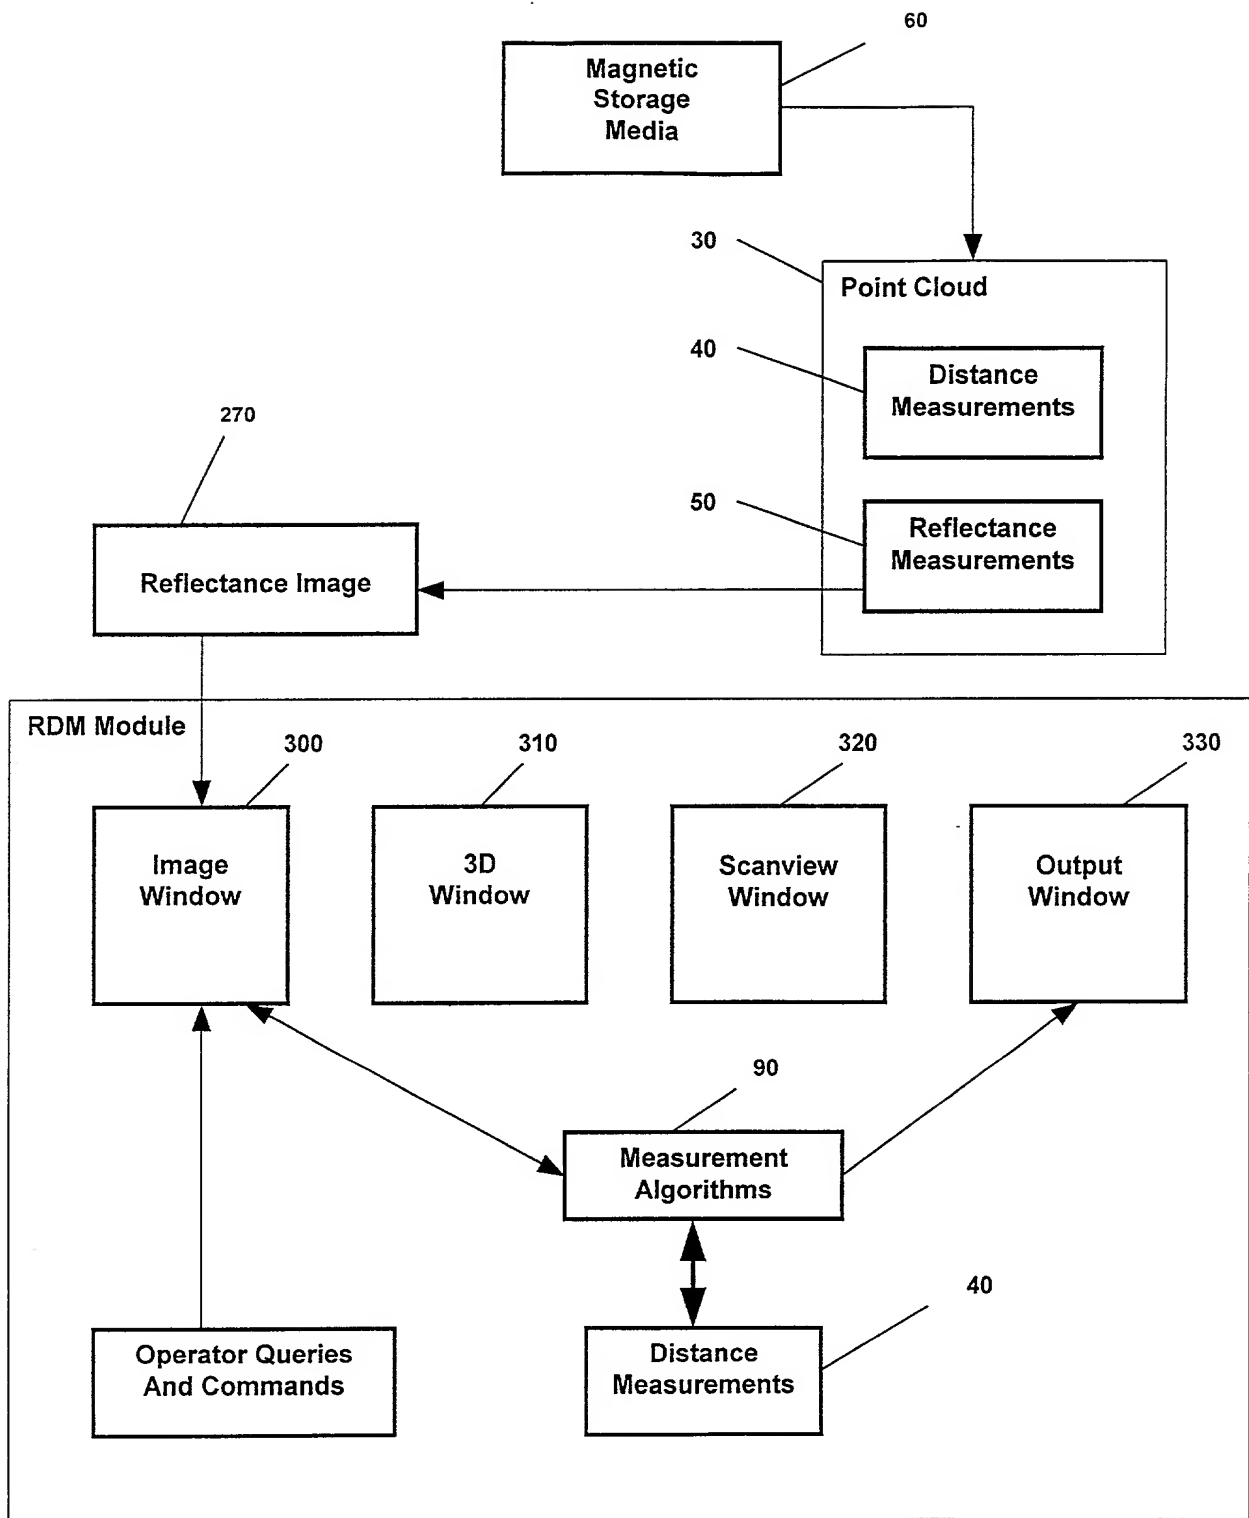 60
Magnetic
Storage
Media
30
Point Cloud
40
Distance
Measurements
270
50
Reflectance
Measurements
Reflectance Image
RDM Module
300
310
320
330
Image
Window
3D
Window
Scanview
Window
Output
Window
90
Measurement
Algorithms
40
Operator Queries
And Commands
Distance
Measurements